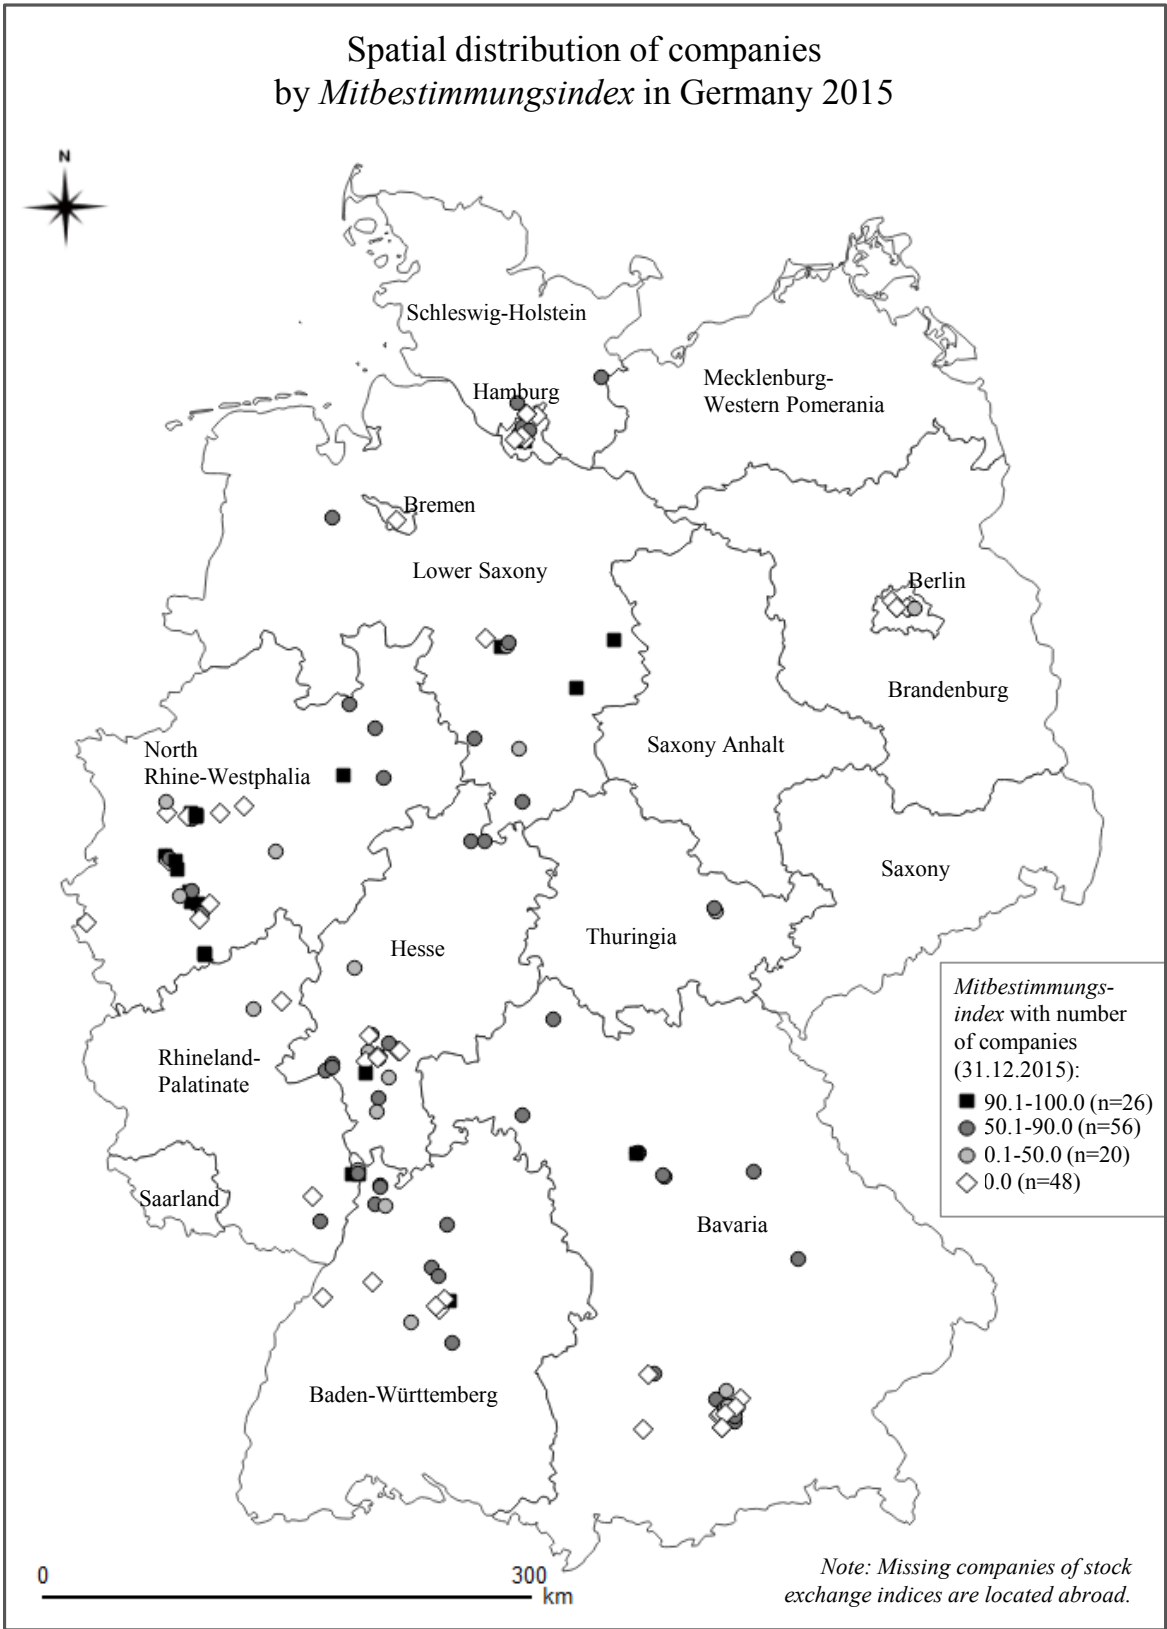 Spatial distribution of companies
by Mitbestimmungsindex in Germany 2015
N
Schleswig-Holstein
Hamburg
Mecklenburg-
Western Pomerania
Bremen
Lower Saxony
Berlin
Brandenburg
North
Rhine-Westphalia
Saxony Anhalt
Saxony
Hesse
Thuringia
Rhineland-
Palatinate
Saarland
Bavaria
Baden-Württemberg
Mitbestimmungs-
index with number
of companies
(31.12.2015):
90.1-100.0 (n=26)
50.1-90.0 (n=56)
0.1-50.0 (n=20)
0.0 (n=48)
0 300
km
Note: Missing companies of stock
exchange indices are located abroad.